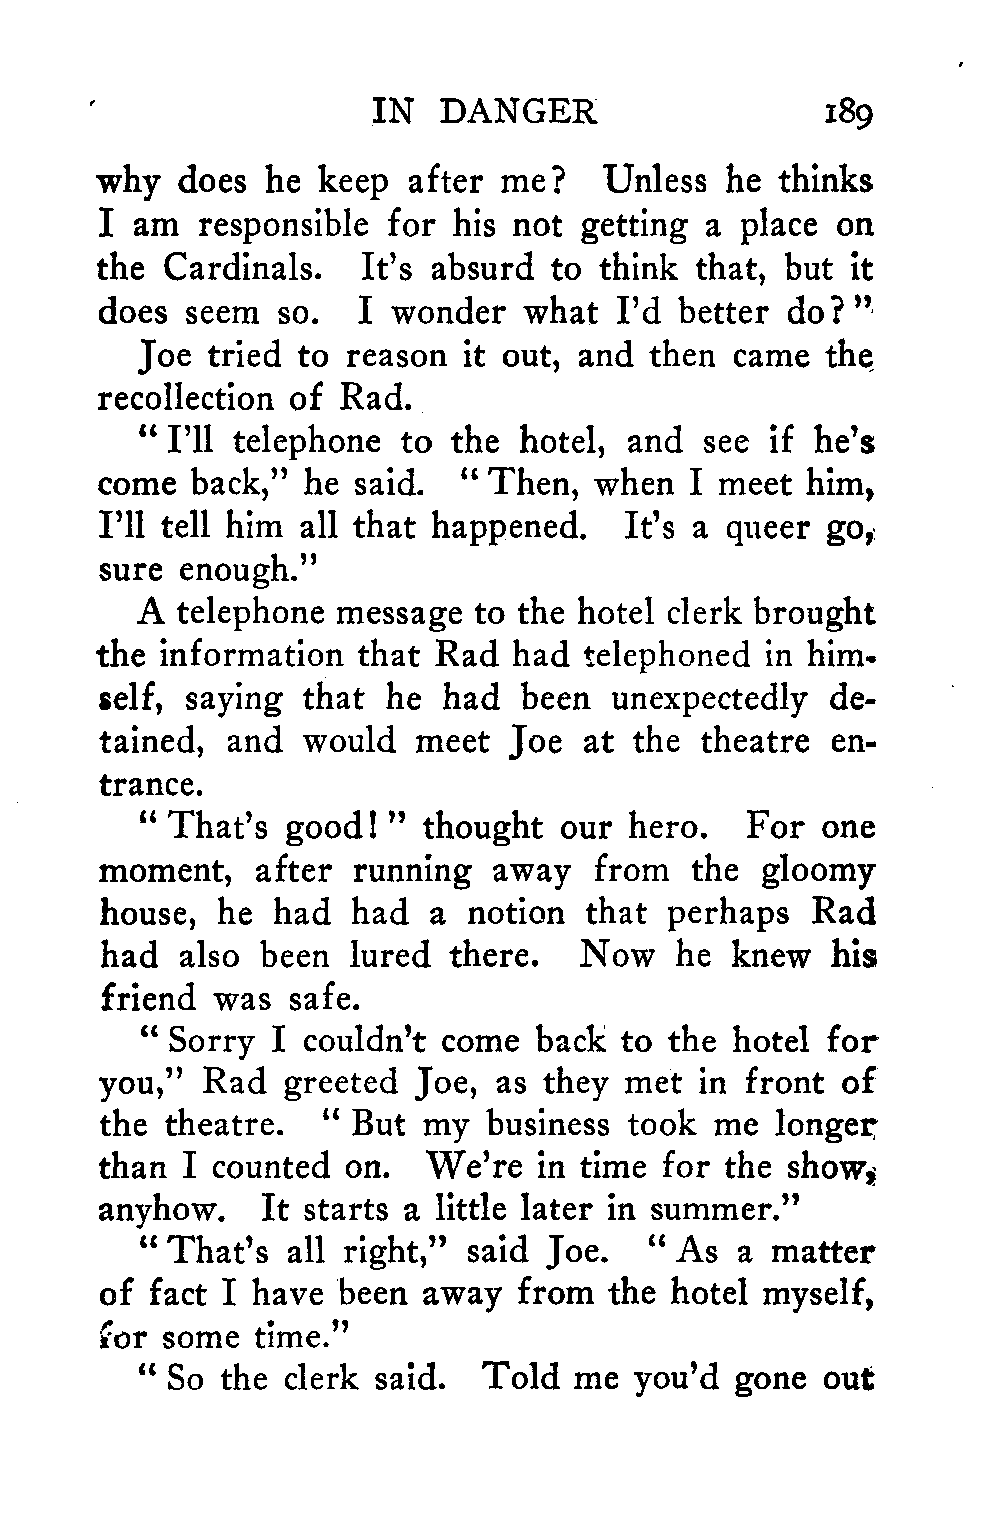 IN DANGER 189
why does he keep after me? Unless he thinks
I am responsible for his not getting a place on
the Cardinals. It's absurd to think that, but it
does seem so. I wonder what I'd better do?"
Joe tried to reason it out, and then came the
recollection of Rad.
"I'll telephone to the hotel, and see if he's
come back," he said. "Then, when I meet him,
I'll tell him all that happened. It's a queer go,
sure enough."
A telephone message to the hotel clerk brought
the information that Rad had telephoned in him-
self, saying that he had been unexpectedly de-
tained, and would meet Joe at the theatre en-
trance.
"That's good!" thought our hero. For one
moment, after running away from the gloomy
house, he had had a notion that perhaps Rad
had also been lured there. Now he knew his
friend was safe.
"Sorry I couldn't come back to the hotel for
you," Rad greeted Joe, as they met in front of
the theatre. "But my business took me longer
than I counted on. We're in time for the show,
anyhow. It starts a little later in summer."
"That's all right," said Joe. "As a matter
of fact I have been away from the hotel myself,
for some time."
"So the clerk said. Told me you'd gone out